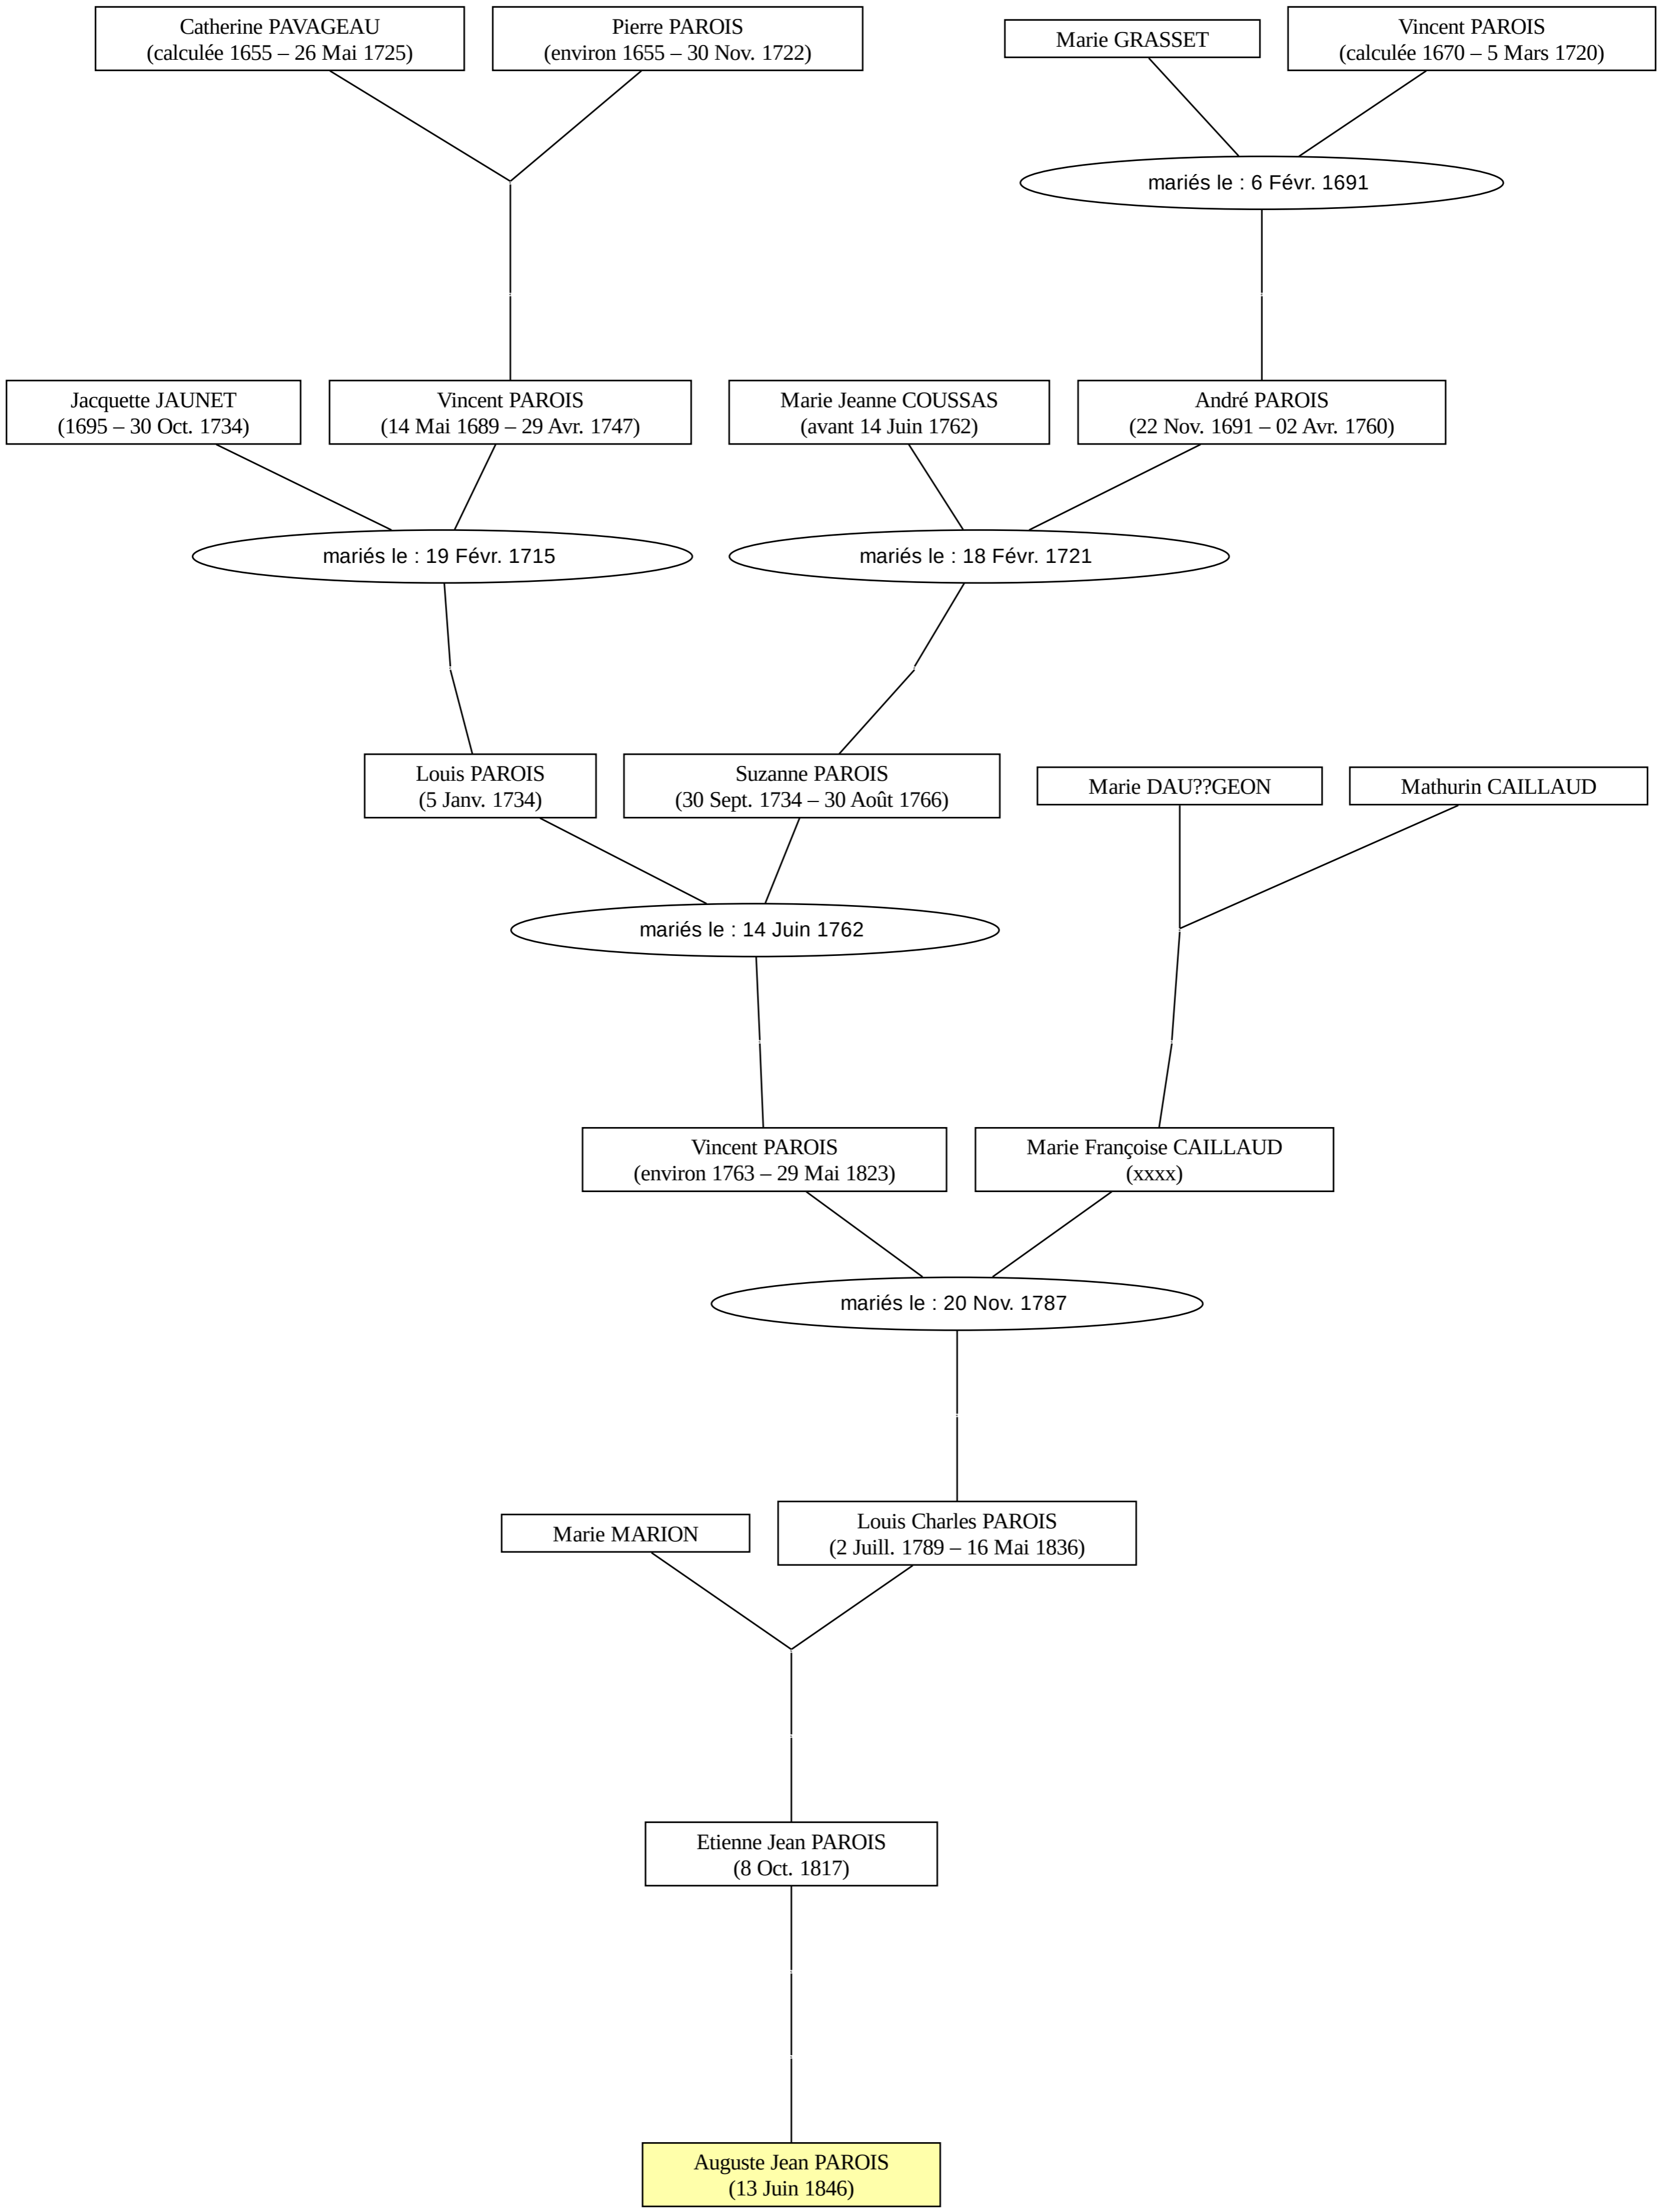 Catherine PAVAGEAU
(calculée 1655 – 26 Mai 1725)
Pierre PAROIS
(environ 1655 – 30 Nov. 1722)
Marie GRASSET
Vincent PAROIS
(calculée 1670 – 5 Mars 1720)
mariés le : 6 Févr. 1691
Jacquette JAUNET
(1695 – 30 Oct. 1734)
Vincent PAROIS
(14 Mai 1689 – 29 Avr. 1747)
Marie Jeanne COUSSAS
(avant 14 Juin 1762)
André PAROIS
(22 Nov. 1691 – 02 Avr. 1760)
mariés le : 19 Févr. 1715
mariés le : 18 Févr. 1721
Louis PAROIS
(5 Janv. 1734)
Suzanne PAROIS
(30 Sept. 1734 – 30 Août 1766)
Marie DAU??GEON
Mathurin CAILLAUD
mariés le : 14 Juin 1762
Vincent PAROIS
(environ 1763 – 29 Mai 1823)
Marie Françoise CAILLAUD
(xxxx)
mariés le : 20 Nov. 1787
Marie MARION
Louis Charles PAROIS
(2 Juill. 1789 – 16 Mai 1836)
Etienne Jean PAROIS
(8 Oct. 1817)
Auguste Jean PAROIS
(13 Juin 1846)